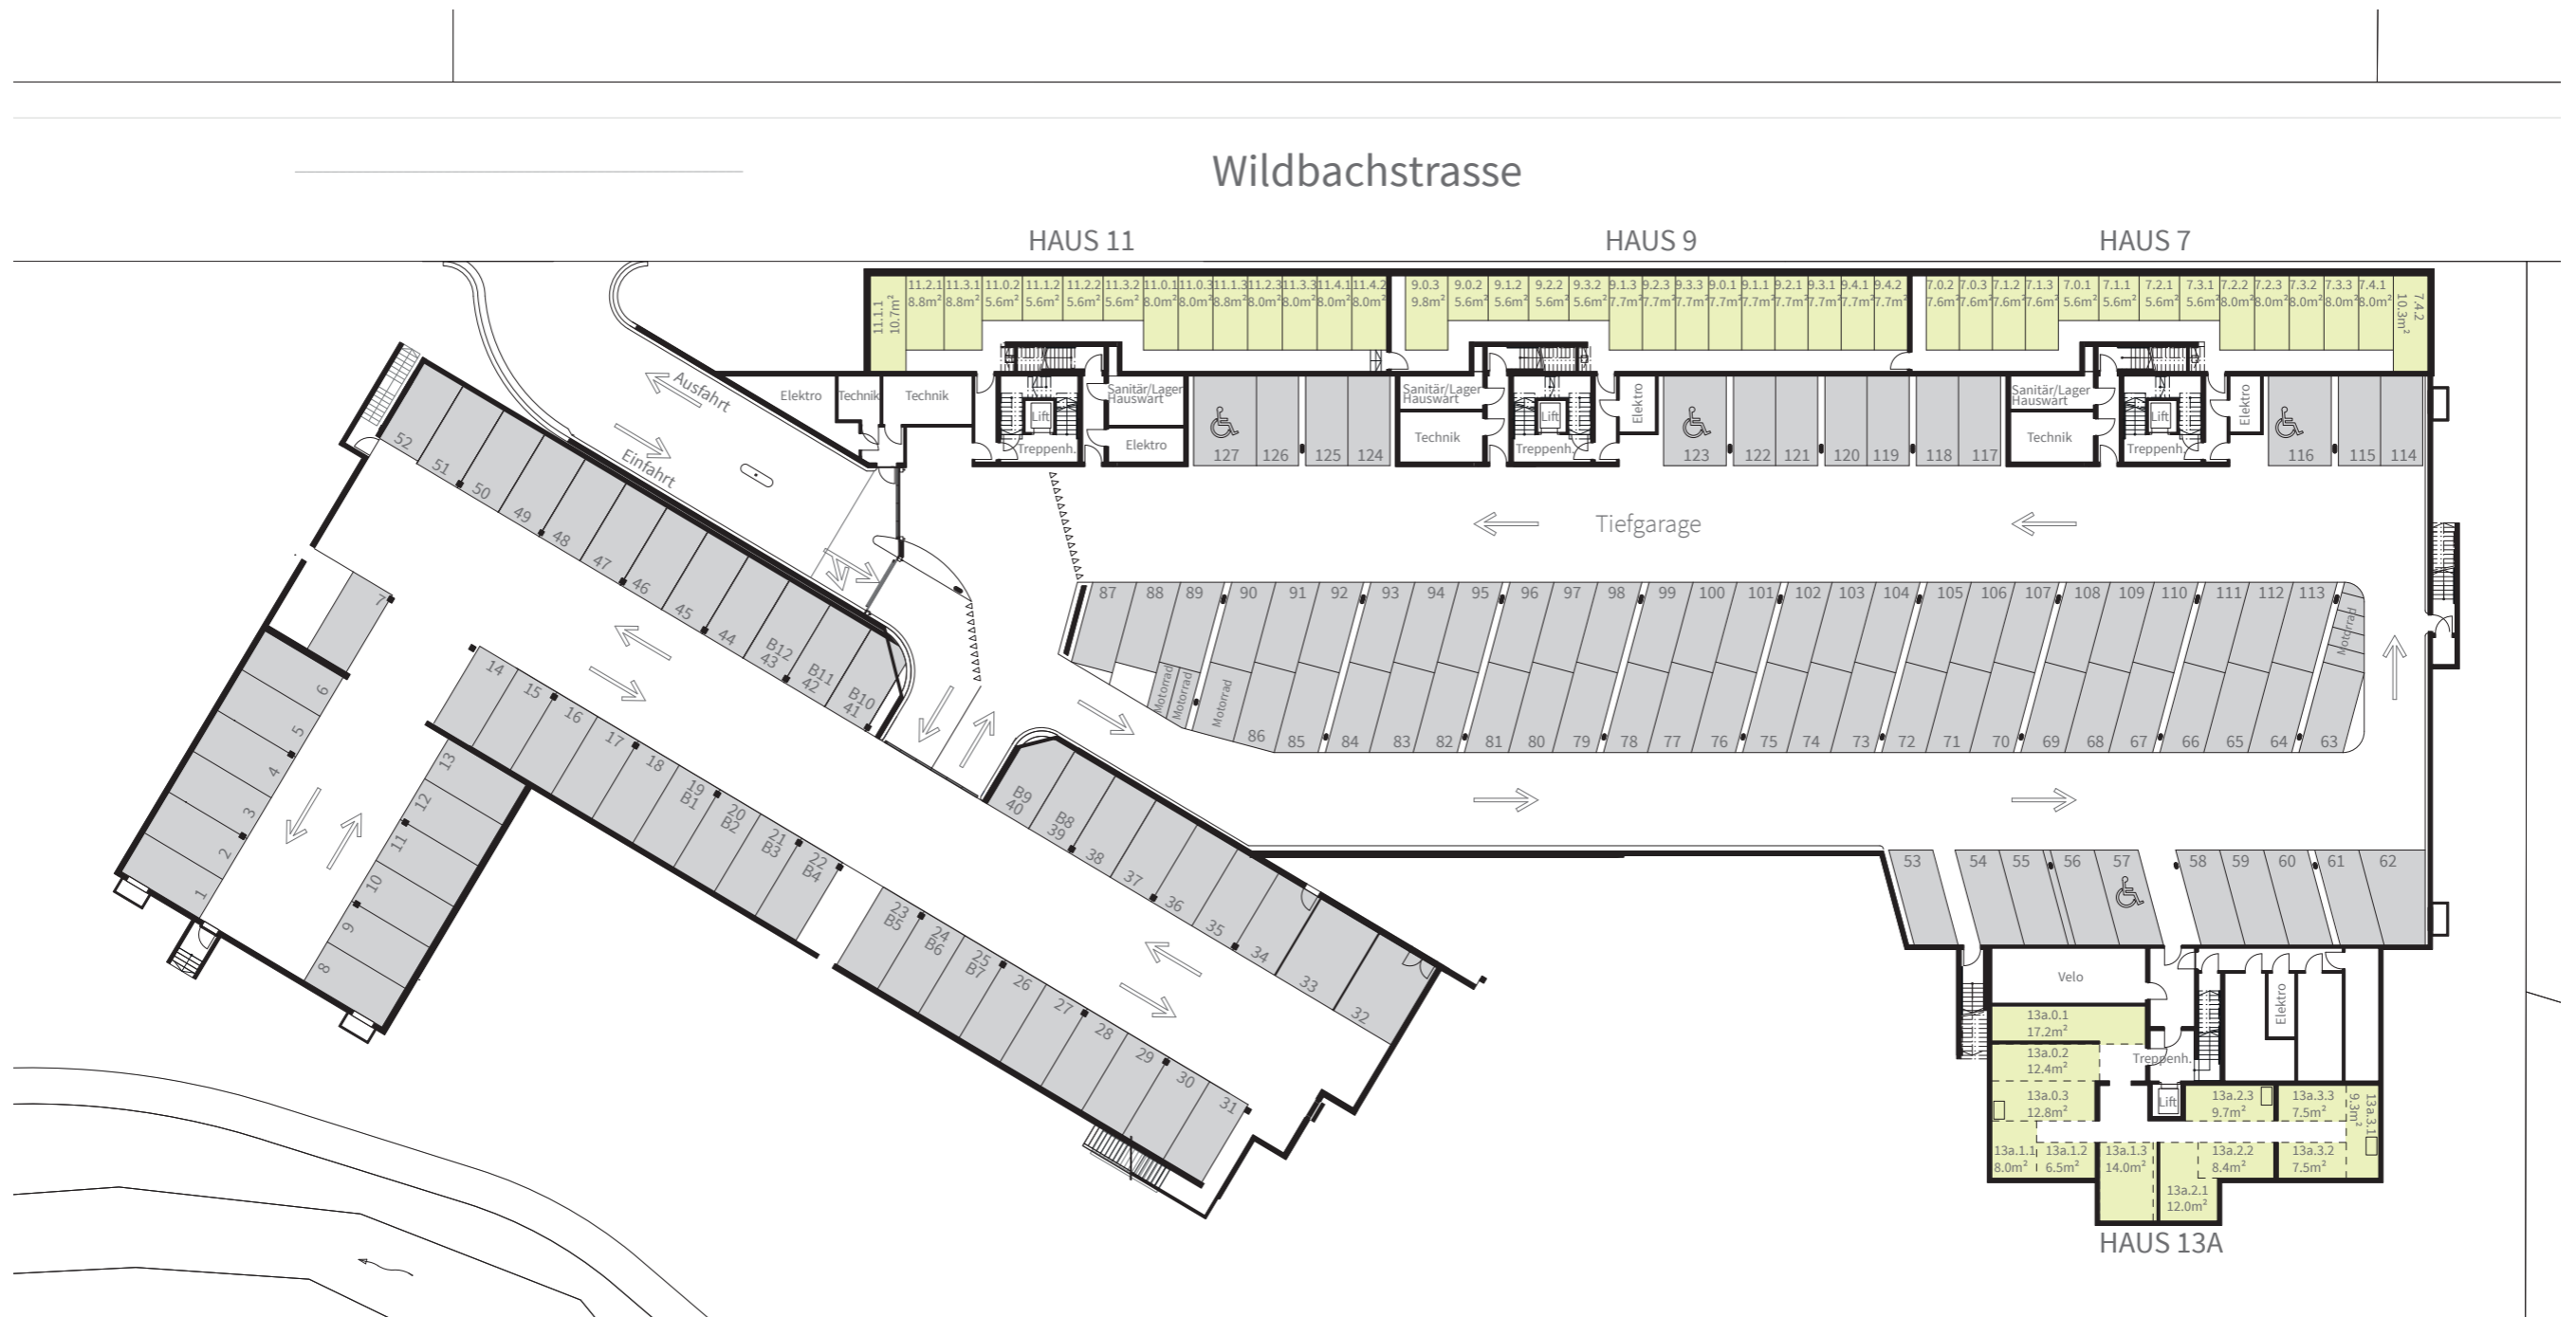 Wildbachstrasse
HAUS 11
HAUS 9
HAUS 7
11.1.1
10.7m²
11.2.1
8.8m²
11.3.1
8.8m²
11.0.2
5.6m²
11.1.2
5.6m²
11.2.2
5.6m²
11.3.2
5.6m²
11.0.1
8.0m²
11.0.3
8.0m²
11.1.3
8.8m²
11.2.3
8.0m²
11.3.3
8.0m²
11.4.1
8.0m²
11.4.2
8.0m²
9.0.3
9.8m²
9.0.2
5.6m²
9.1.2
5.6m²
9.2.2
5.6m²
9.3.2
5.6m²
9.1.3
7.7m²
9.2.3
7.7m²
9.3.3
7.7m²
9.0.1
7.7m²
9.1.1
7.7m²
9.2.1
7.7m²
9.3.1
7.7m²
9.4.1
7.7m²
9.4.2
7.7m²
7.0.2
7.6m²
7.0.3
7.6m²
7.1.2
7.6m²
7.1.3
7.6m²
7.0.1
5.6m²
7.1.1
5.6m²
7.2.1
5.6m²
7.3.1
5.6m²
7.2.2
8.0m²
7.2.3
8.0m²
7.3.2
8.0m²
7.3.3
8.0m²
7.4.1
8.0m²
7.4.2
10.3m²
Ausfahrt
Einfahrt
Elektro
Technik
Technik
Lift
Treppenh.
Sanitär/Lager
Hauswart
Elektro
127
126
125
124
Sanitär/Lager
Hauswart
Technik
Lift
Treppenh.
Elektro
123
122
121
120
119
118
117
Sanitär/Lager
Hauswart
Technik
Lift
Treppenh.
Elektro
116
115
114
Tiefgarage
52
51
50
49
48
47
46
45
44
B12
43
B11
42
B10
41
87
88
89
90
91
92
93
94
95
96
97
98
99
100
101
102
103
104
105
106
107
108
109
110
111
112
113
Motorrad
Motorrad
Motorrad
Motorrad
86
85
84
83
82
81
80
79
78
77
76
75
74
73
72
71
70
69
68
67
66
65
64
63
7
6
5
4
3
2
1
14
15
16
17
18
19
B1
20
B2
21
B3
22
B4
23
B5
24
B6
25
B7
26
27
28
29
30
31
13
12
11
10
9
8
B9
40
B8
39
38
37
36
35
34
33
32
53
54
55
56
57
58
59
60
61
62
Velo
Elektro
13a.0.1
17.2m²
13a.0.2
12.4m²
Treppenh.
13a.0.3
12.8m²
Lift
13a.2.3
9.7m²
13a.3.3
7.5m²
13a.3.1
9.3m²
13a.1.1
8.0m²
13a.1.2
6.5m²
13a.1.3
14.0m²
13a.2.2
8.4m²
13a.3.2
7.5m²
13a.2.1
12.0m²
HAUS 13A